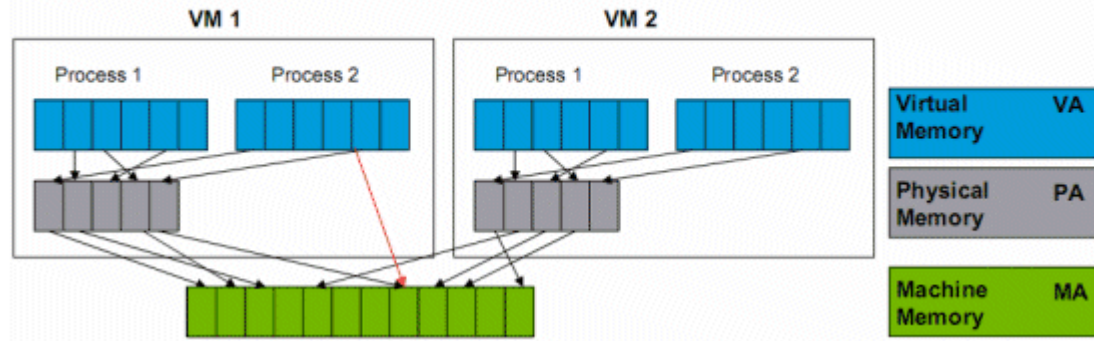 VM 1
VM 2
Process 1
Process 2
Process 1
Process 2
Virtual VA
Memory
Physical PA
Memory
Machine MA
Memory